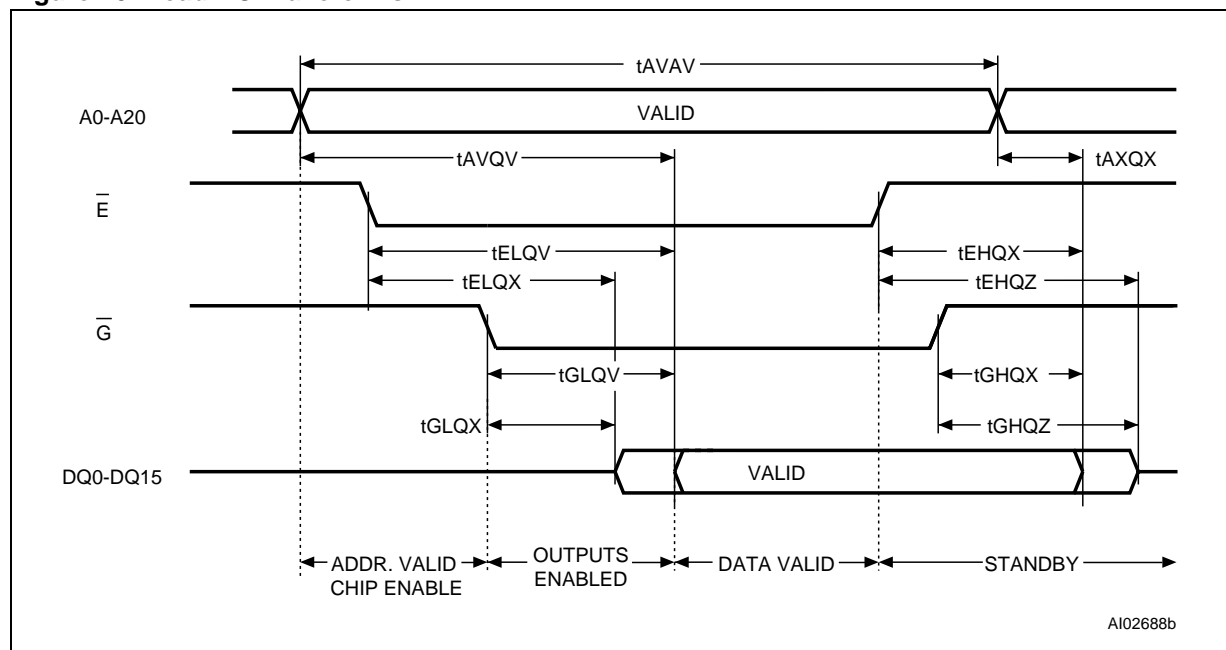 tAVAV
A0-A20
VALID
tAVQV
tAXQX
E
tELQV
tEHQX
tELQX
tEHQZ
G
tGLQV
tGHQX
tGLQX
tGHQZ
DQ0-DQ15
VALID
ADDR. VALID
CHIP ENABLE
OUTPUTS
ENABLED
DATA VALID
STANDBY
AI02688b